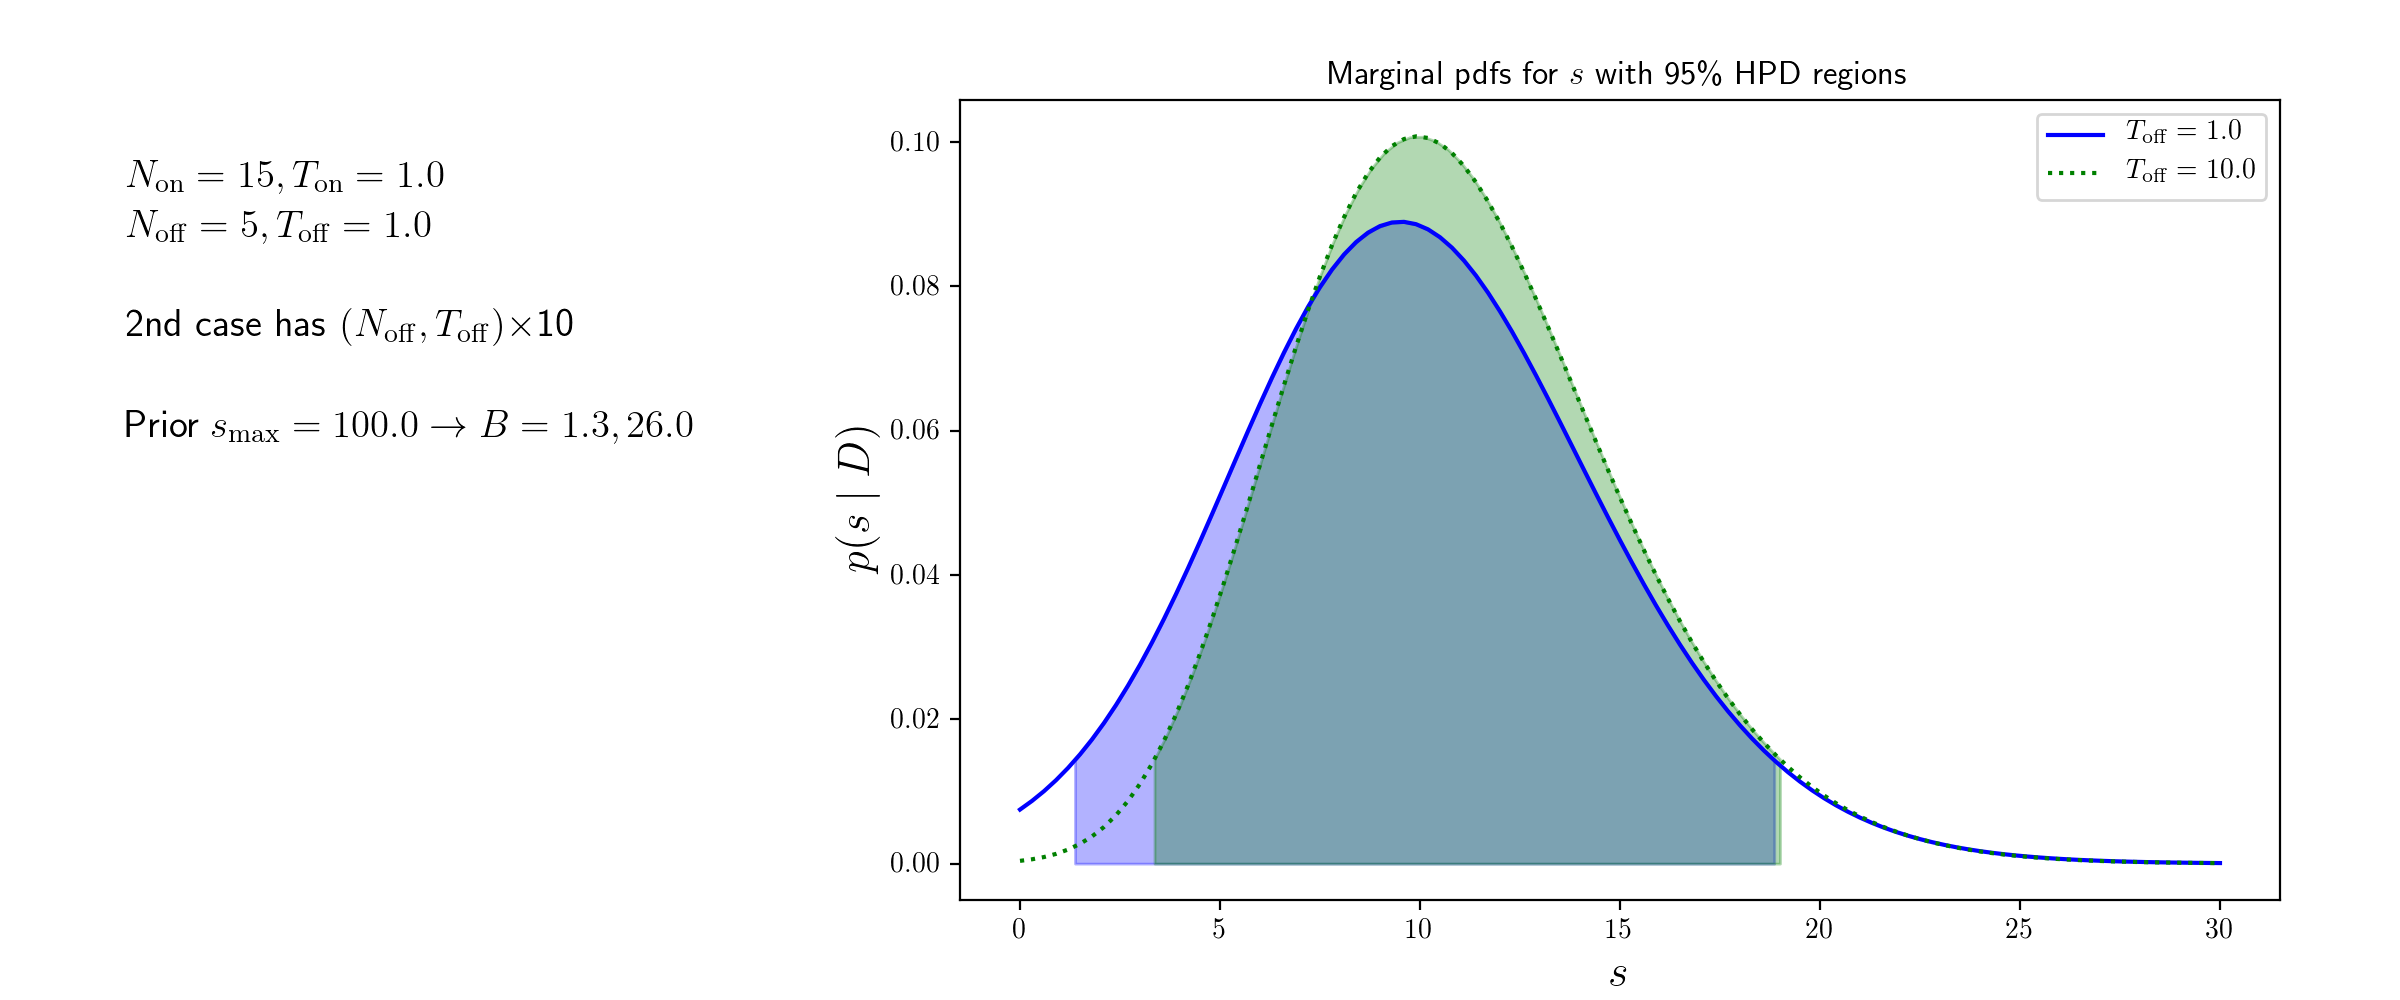 N_on = 15, T_on = 1.0
N_off = 5, T_off = 1.0
2nd case has (N_off, T_off)×10
Prior s_max = 100.0 → B = 1.3, 26.0
Marginal pdfs for s with 95% HPD regions
T_off = 1.0
T_off = 10.0
p(s | D)
0.10
0.08
0.06
0.04
0.02
0.00
0 5 10 15 20 25 30
s